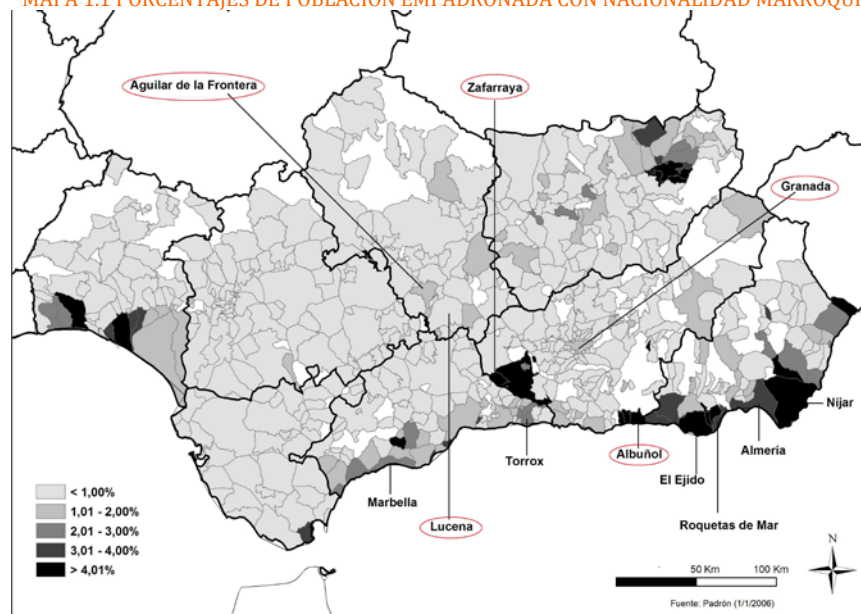 MAPA 1.1 PORCENTAJES DE POBLACIÓN EMPADRONADA CON NACIONALIDAD MARROQUÍ
Aguilar de la Frontera
Zafarraya
Granada
Níjar
Torrox
Albuñol
Almería
El Ejido
Marbella
Lucena
Roquetas de Mar
< 1,00%
1,01 - 2,00%
2,01 - 3,00%
3,01 - 4,00%
> 4,01%
N
50 Km 100 Km
Fuente: Padrón (1/1/2006)